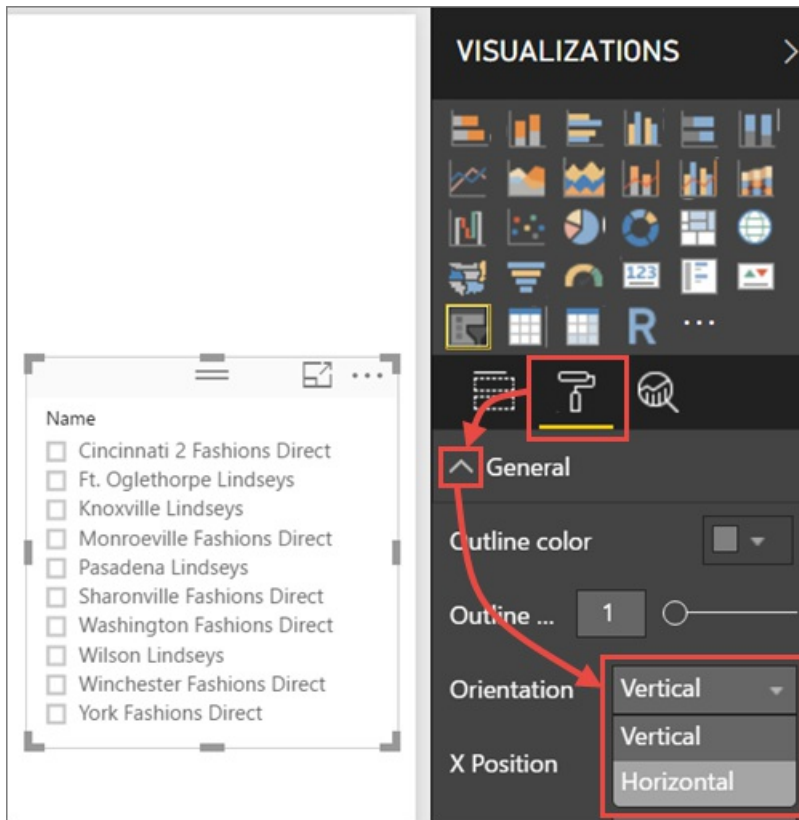 VISUALIZATIONS
123
R
Name
Cincinnati 2 Fashions Direct
Ft. Oglethorpe Lindseys
Knoxville Lindseys
Monroeville Fashions Direct
Pasadena Lindseys
Sharonville Fashions Direct
Washington Fashions Direct
Wilson Lindseys
Winchester Fashions Direct
York Fashions Direct
General
Outline color
Outline ... 1
Orientation Vertical
Vertical
X Position
Horizontal